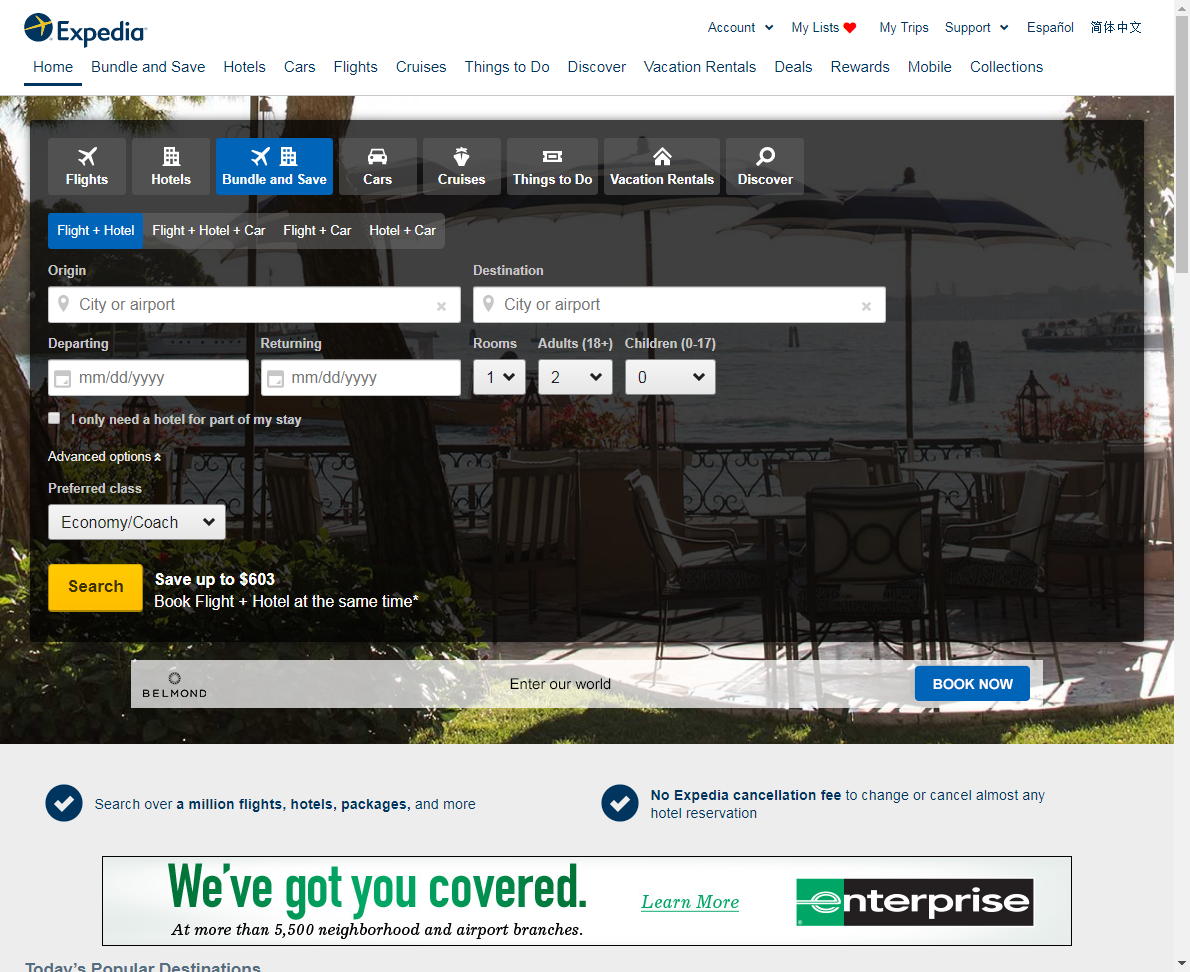 Expedia
Account
My Lists
My Trips
Support
Español
简体中文
Home
Bundle and Save
Hotels
Cars
Flights
Cruises
Things to Do
Discover
Vacation Rentals
Deals
Rewards
Mobile
Collections
Flights
Hotels
Bundle and Save
Cars
Cruises
Things to Do
Vacation Rentals
Discover
Flight + Hotel
Flight + Hotel + Car
Flight + Car
Hotel + Car
Origin
Destination
City or airport
City or airport
Departing
Returning
Rooms
Adults (18+)
Children (0-17)
mm/dd/yyyy
mm/dd/yyyy
1
2
0
I only need a hotel for part of my stay
Advanced options
Preferred class
Economy/Coach
Search
Save up to $603
Book Flight + Hotel at the same time*
BELMOND
Enter our world
BOOK NOW
Search over a million flights, hotels, packages, and more
No Expedia cancellation fee to change or cancel almost any
hotel reservation
We've got you covered.
At more than 5,500 neighborhood and airport branches.
Learn More
enterprise
Today's Popular Destinations